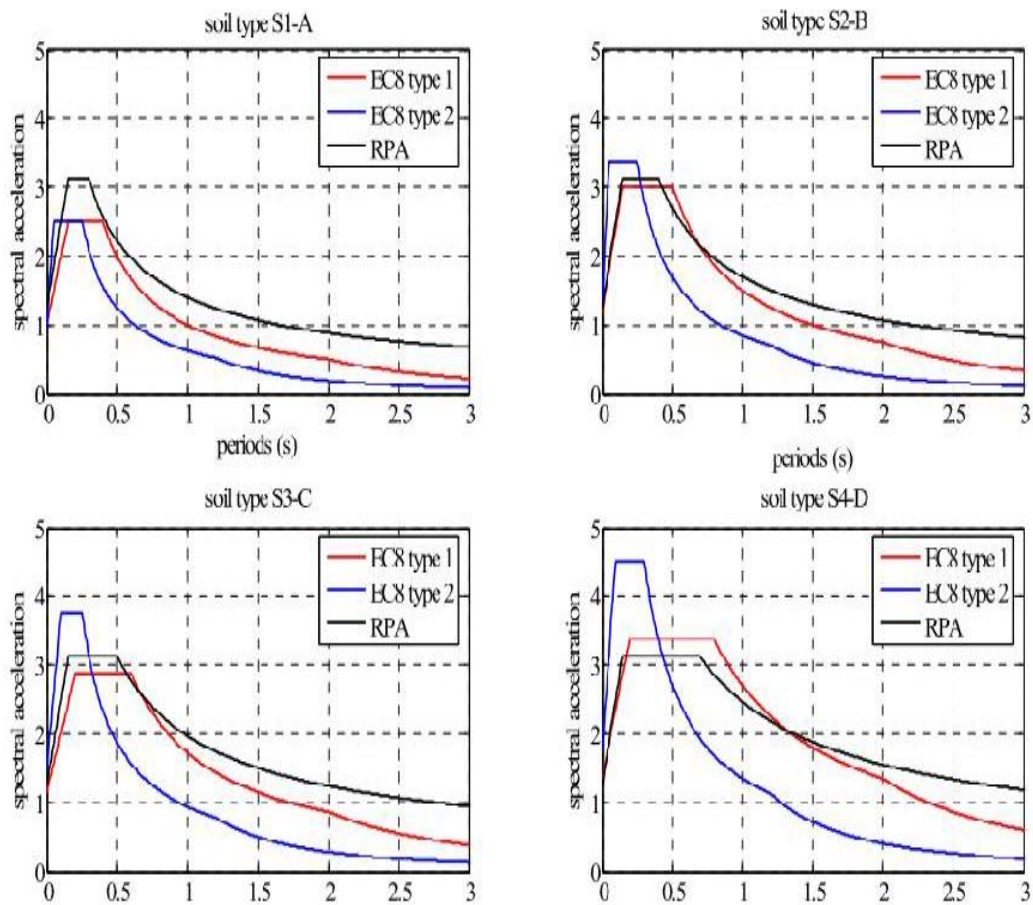 soil type S1-A
5
4
3
2
1
0
spectral acceleration
EC8 type 1
EC8 type 2
RPA
0 0.5 1 1.5 2 2.5 3
periods (s)
soil type S2-B
5
4
3
2
1
0
spectral acceleration
EC8 type 1
EC8 type 2
RPA
0 0.5 1 1.5 2 2.5 3
periods (s)
soil type S3-C
5
4
3
2
1
0
spectral acceleration
EC8 type 1
EC8 type 2
RPA
0 0.5 1 1.5 2 2.5 3
soil type S4-D
5
4
3
2
1
0
spectral acceleration
EC8 type 1
EC8 type 2
RPA
0 0.5 1 1.5 2 2.5 3